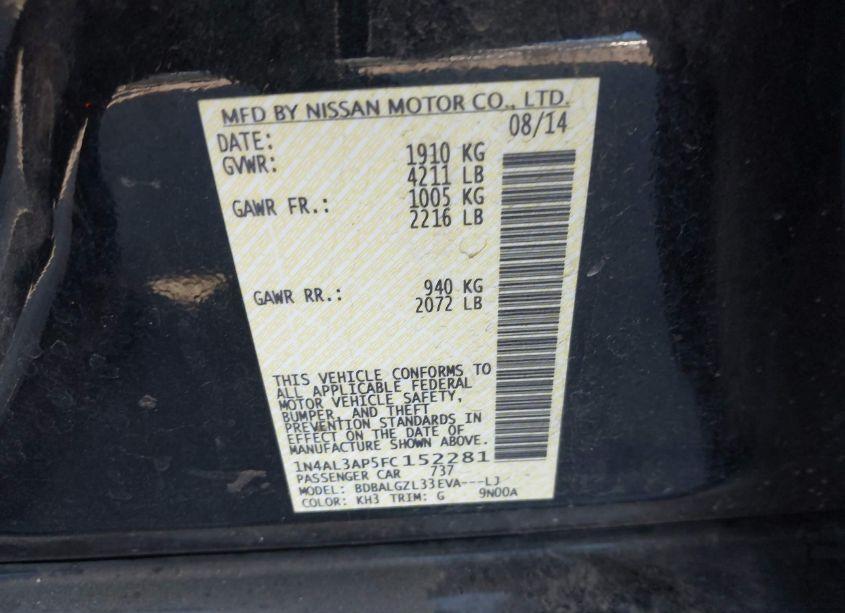 MFD BY NISSAN MOTOR CO., LTD.
DATE: 08/14
GVWR: 1910 KG
4211 LB
GAWR FR.: 1005 KG
2216 LB
GAWR RR.: 940 KG
2072 LB
THIS VEHICLE CONFORMS TO
ALL APPLICABLE FEDERAL
MOTOR VEHICLE SAFETY,
BUMPER, AND THEFT
PREVENTION STANDARDS IN
EFFECT ON THE DATE OF
MANUFACTURE SHOWN ABOVE.
1N4AL3AP5FC152281
PASSENGER CAR 737
MODEL: BDBALGZL33EVA---LJ
COLOR: KH3 TRIM: G 9N00A